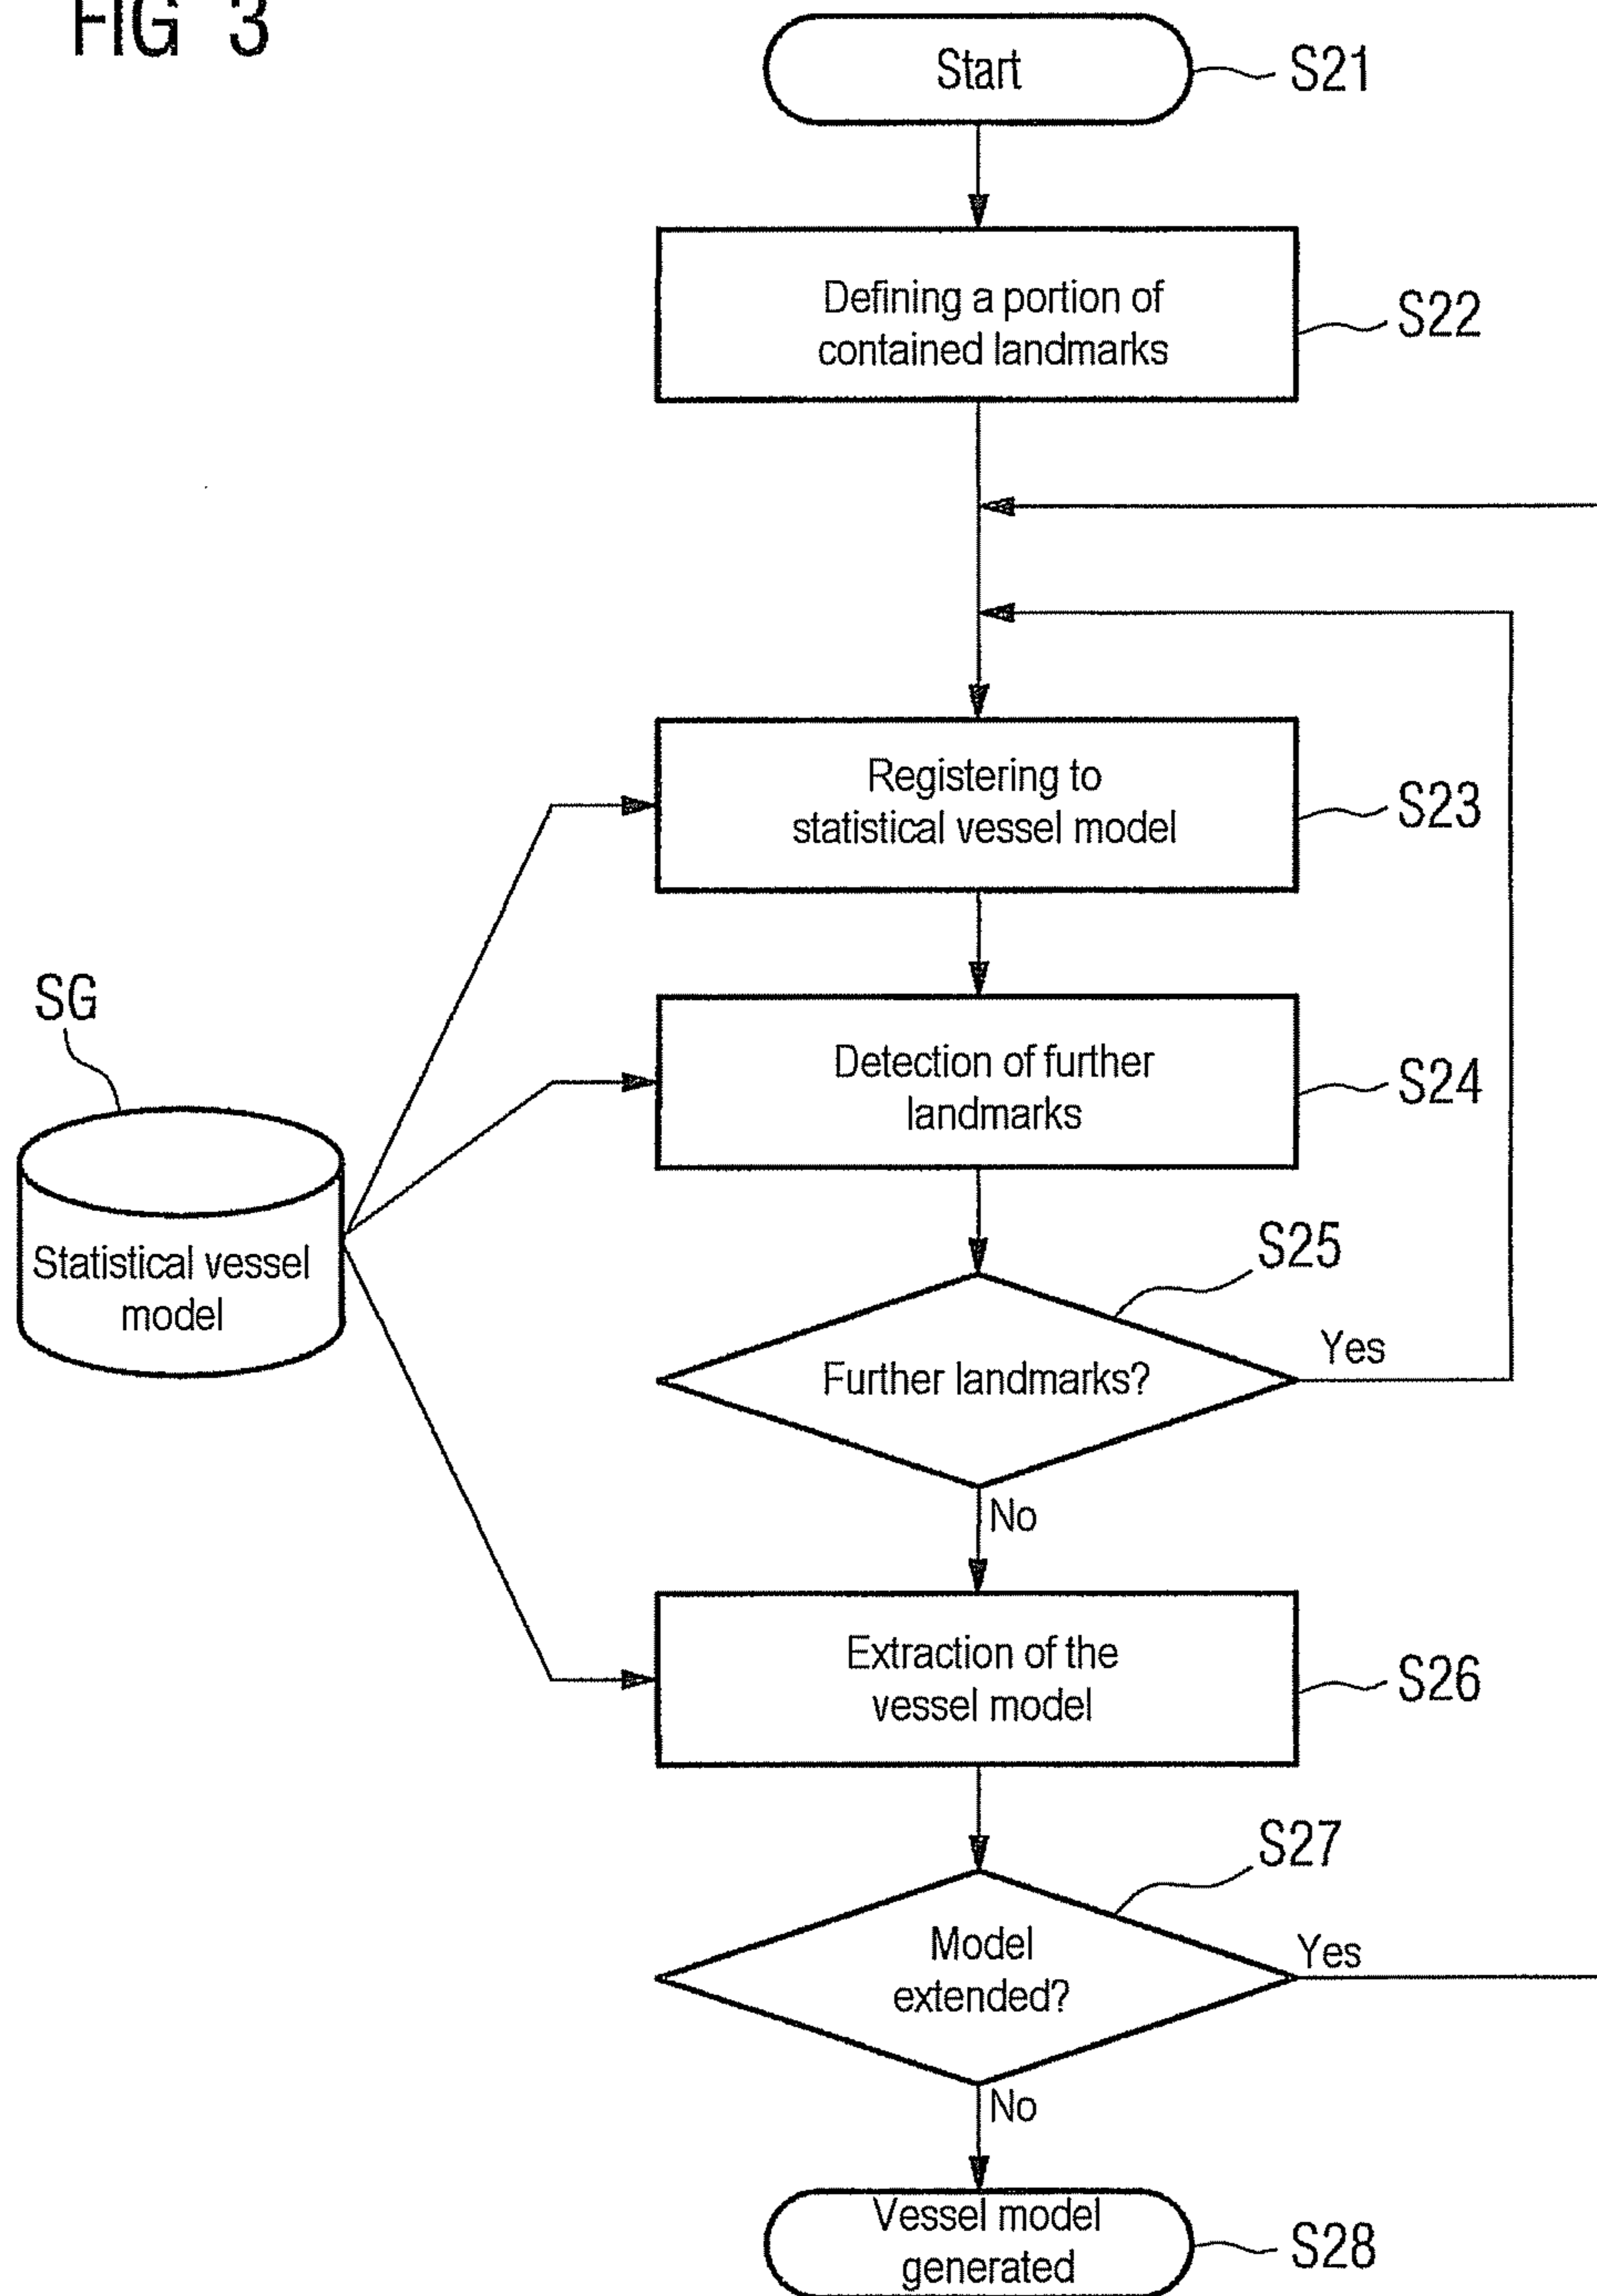 FIG 3
Start
S21
Defining a portion of
contained landmarks
S22
Registering to
statistical vessel model
S23
SG
Detection of further
landmarks
S24
Statistical vessel
model
S25
Further landmarks?
Yes
No
Extraction of the
vessel model
S26
S27
Model
extended?
Yes
No
Vessel model
generated
S28